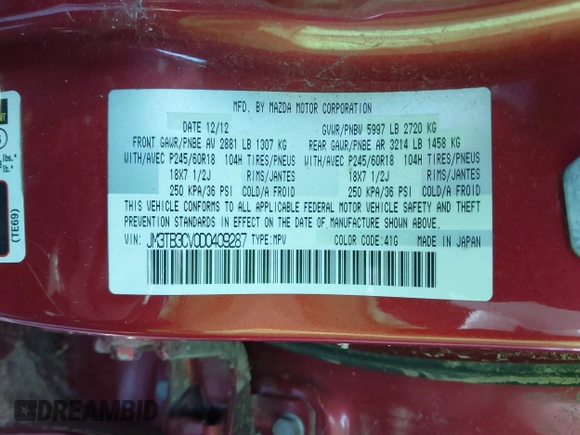 MFD. BY MAZDA MOTOR CORPORATION
DATE 12/12 GVWR/PNBV 5997 LB 2720 KG
FRONT GAWR/PNBE AV 2881 LB 1307 KG REAR GAWR/PNBE AR 3214 LB 1458 KG
WITH/AVEC P245/60R18 104H TIRES/PNEUS WITH/AVEC P245/60R18 104H TIRES/PNEUS
18X7 1/2J RIMS/JANTES 18X7 1/2J RIMS/JANTES
250 KPA/36 PSI COLD/A FROID 250 KPA/36 PSI COLD/A FROID
THIS VEHICLE CONFORMS TO ALL APPLICABLE FEDERAL MOTOR VEHICLE SAFETY AND THEFT
PREVENTION STANDARDS IN EFFECT ON THE DATE OF MANUFACTURE SHOWN ABOVE.
VIN: JM3TB3CV0D0409287 TYPE:MPV COLOR CODE:41G MADE IN JAPAN
(TE69)
lb.*
lb.*
DREAMBID